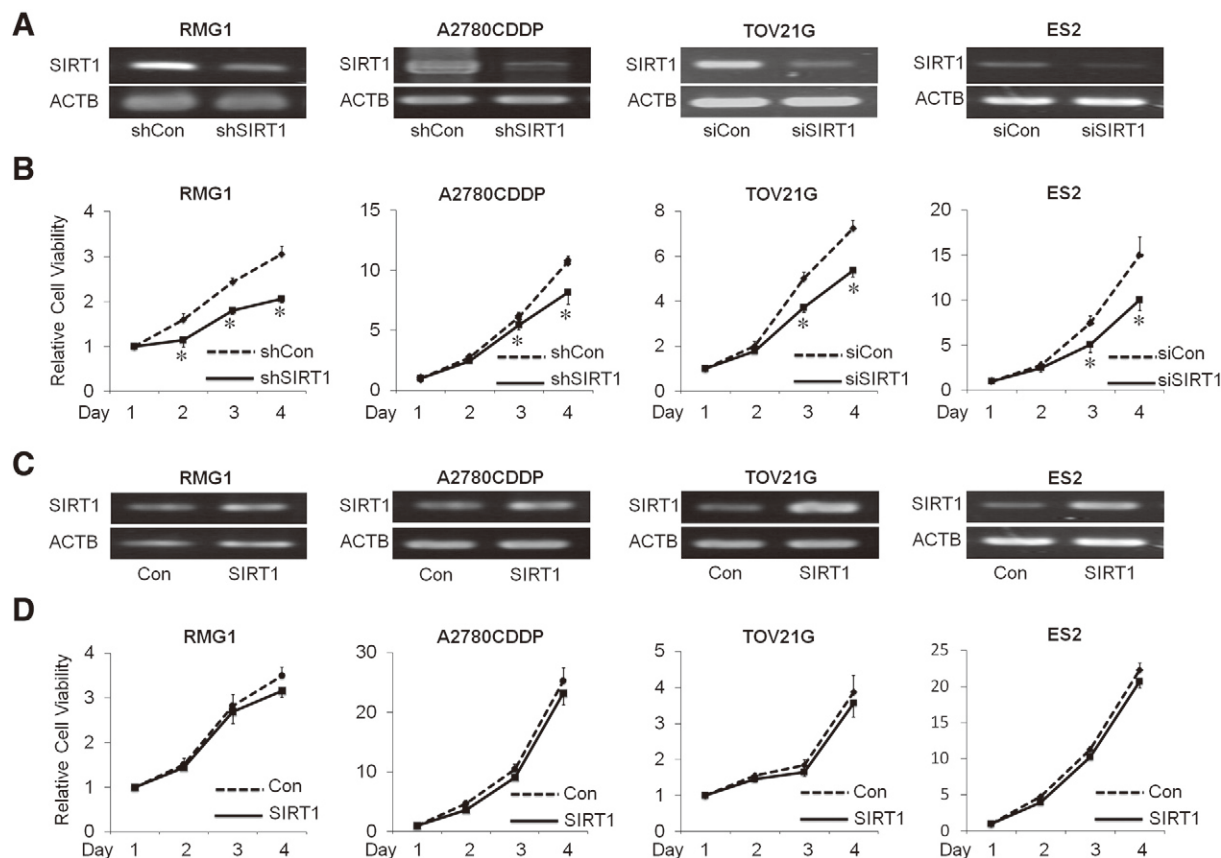 A
RMG1 A2780CDDP TOV21G ES2
SIRT1 SIRT1 SIRT1 SIRT1
ACTB ACTB ACTB ACTB
shCon shSIRT1 shCon shSIRT1 siCon siSIRT1 siCon siSIRT1
B
RMG1
Relative Cell Viability
4
3
2
1
0
* * *
shCon
shSIRT1
Day 1 2 3 4
A2780CDDP
15
10
5
0
* *
shCon
shSIRT1
Day 1 2 3 4
TOV21G
8
6
4
2
0
* *
siCon
siSIRT1
Day 1 2 3 4
ES2
20
15
10
5
0
* *
siCon
siSIRT1
Day 1 2 3 4
C
RMG1 A2780CDDP TOV21G ES2
SIRT1 SIRT1 SIRT1 SIRT1
ACTB ACTB ACTB ACTB
Con SIRT1 Con SIRT1 Con SIRT1 Con SIRT1
D
RMG1
Relative Cell Viability
4
3
2
1
0
Con
SIRT1
Day 1 2 3 4
A2780CDDP
30
20
10
0
Con
SIRT1
Day 1 2 3 4
TOV21G
5
4
3
2
1
0
Con
SIRT1
Day 1 2 3 4
ES2
25
20
15
10
5
0
Con
SIRT1
Day 1 2 3 4